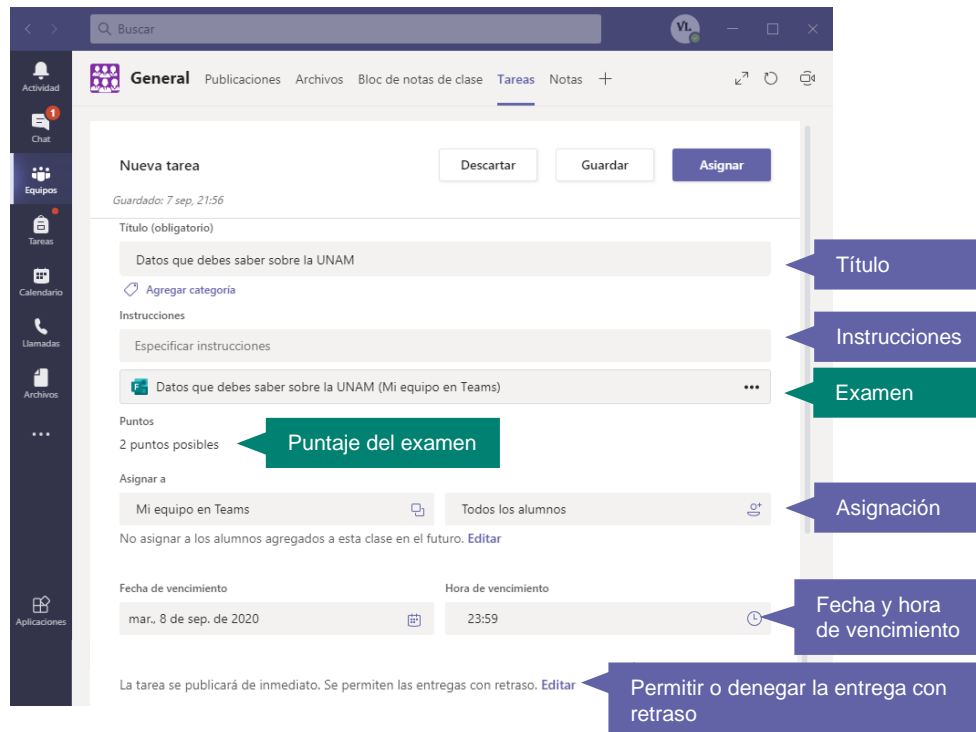 Buscar
VL
General Publicaciones Archivos Bloc de notas de clase Tareas Notas
Actividad
1
Chat
Equipos
Tareas
Calendario
Llamadas
Archivos
Aplicaciones
Nueva tarea
Descartar
Guardar
Asignar
Guardado: 7 sep, 21:56
Título (obligatorio)
Datos que debes saber sobre la UNAM
Título
Agregar categoría
Instrucciones
Especificar instrucciones
Instrucciones
F Datos que debes saber sobre la UNAM (Mi equipo en Teams)
Examen
Puntos
2 puntos posibles
Puntaje del examen
Asignar a
Mi equipo en Teams
Todos los alumnos
Asignación
No asignar a los alumnos agregados a esta clase en el futuro. Editar
Fecha de vencimiento
Hora de vencimiento
mar., 8 de sep. de 2020
23:59
Fecha y hora
de vencimiento
La tarea se publicará de inmediato. Se permiten las entregas con retraso. Editar
Permitir o denegar la entrega con
retraso